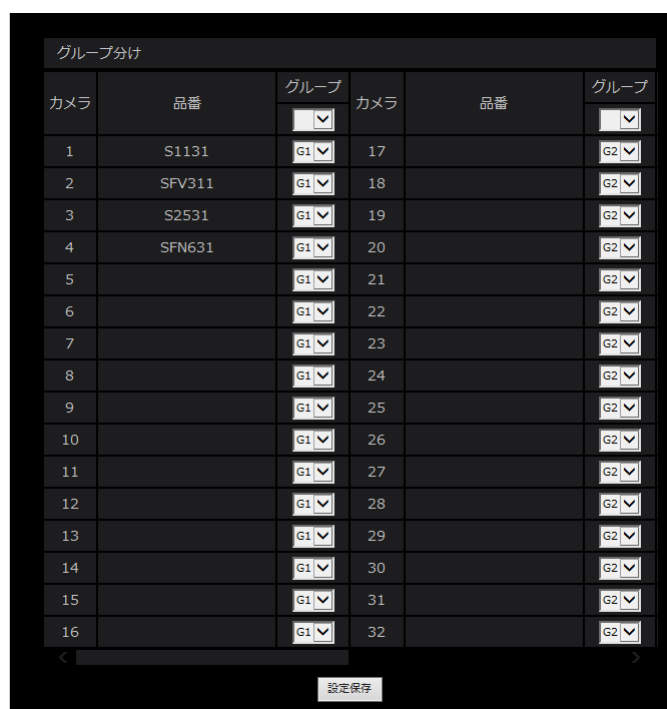 グループ分け
カメラ 品番 グループ カメラ 品番 グループ
1 S1131 G1 17 G2
2 SFV311 G1 18 G2
3 S2531 G1 19 G2
4 SFN631 G1 20 G2
5 G1 21 G2
6 G1 22 G2
7 G1 23 G2
8 G1 24 G2
9 G1 25 G2
10 G1 26 G2
11 G1 27 G2
12 G1 28 G2
13 G1 29 G2
14 G1 30 G2
15 G1 31 G2
16 G1 32 G2
設定保存